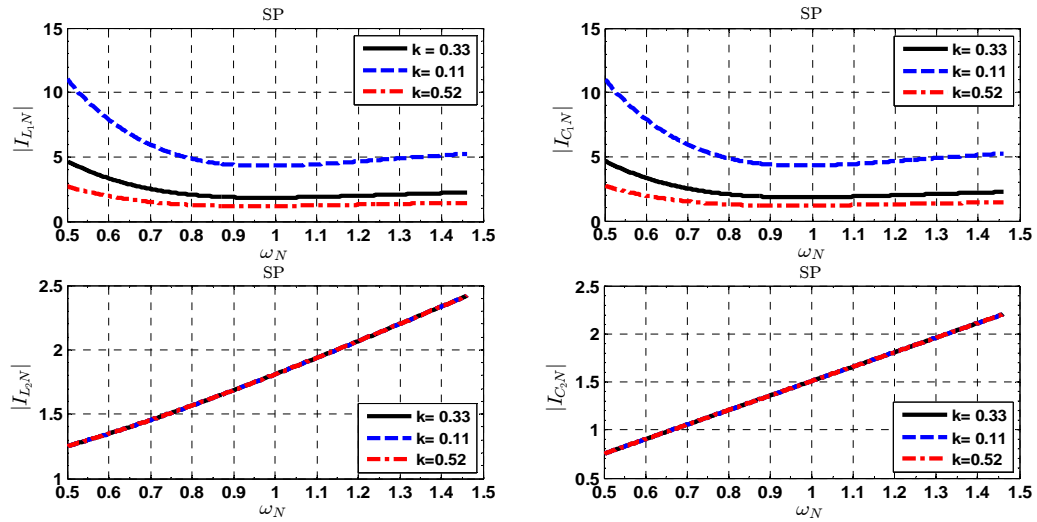 SP
|I_{L_1N}|
15
10
5
0
k = 0.33
k= 0.11
k=0.52
0.5 0.6 0.7 0.8 0.9 1 1.1 1.2 1.3 1.4 1.5
ω_N
SP
|I_{C_1N}|
15
10
5
0
k = 0.33
k= 0.11
k=0.52
0.5 0.6 0.7 0.8 0.9 1 1.1 1.2 1.3 1.4 1.5
ω_N
SP
|I_{L_2N}|
2.5
2
1.5
1
k = 0.33
k= 0.11
k=0.52
0.5 0.6 0.7 0.8 0.9 1 1.1 1.2 1.3 1.4 1.5
ω_N
SP
|I_{C_2N}|
2.5
2
1.5
1
0.5
k = 0.33
k= 0.11
k=0.52
0.5 0.6 0.7 0.8 0.9 1 1.1 1.2 1.3 1.4 1.5
ω_N